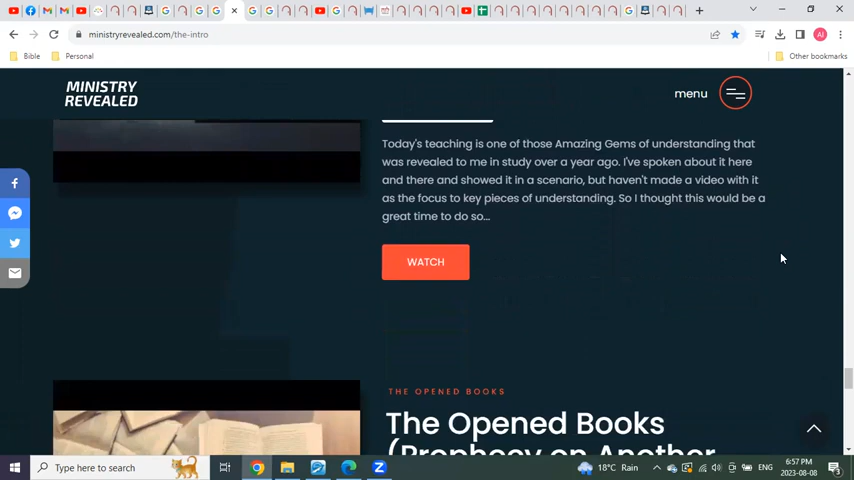 ministryrevealed.com/the-intro
Bible
Personal
Other bookmarks
MINISTRY
REVEALED
menu
Today's teaching is one of those Amazing Gems of understanding that
was revealed to me in study over a year ago. I've spoken about it here
and there and showed it in a scenario, but haven't made a video with it
as the focus to key pieces of understanding. So I thought this would be a
great time to do so...
WATCH
THE OPENED BOOKS
The Opened Books
(Prophecy on Another
Type here to search
18°C Rain
ENG
6:57 PM
2023-08-08